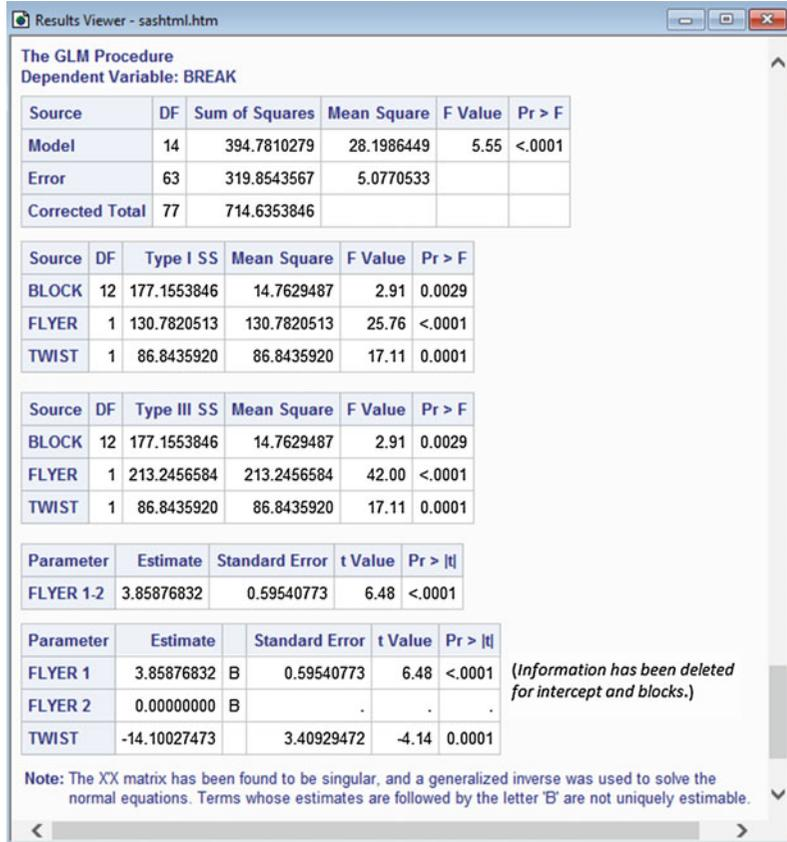 Results Viewer - sashtml.htm
The GLM Procedure
Dependent Variable: BREAK
Source DF Sum of Squares Mean Square F Value Pr > F
Model 14 394.7810279 28.1986449 5.55 <.0001
Error 63 319.8543567 5.0770533
Corrected Total 77 714.6353846
Source DF Type I SS Mean Square F Value Pr > F
BLOCK 12 177.1553846 14.7629487 2.91 0.0029
FLYER 1 130.7820513 130.7820513 25.76 <.0001
TWIST 1 86.8435920 86.8435920 17.11 0.0001
Source DF Type III SS Mean Square F Value Pr > F
BLOCK 12 177.1553846 14.7629487 2.91 0.0029
FLYER 1 213.2456584 213.2456584 42.00 <.0001
TWIST 1 86.8435920 86.8435920 17.11 0.0001
Parameter Estimate Standard Error t Value Pr > |t|
FLYER 1-2 3.85876832 0.59540773 6.48 <.0001
Parameter Estimate Standard Error t Value Pr > |t|
FLYER 1 3.85876832 B 0.59540773 6.48 <.0001 (Information has been deleted
FLYER 2 0.00000000 B . . . for intercept and blocks.)
TWIST -14.10027473 3.40929472 -4.14 0.0001
Note: The X'X matrix has been found to be singular, and a generalized inverse was used to solve the
normal equations. Terms whose estimates are followed by the letter 'B' are not uniquely estimable.